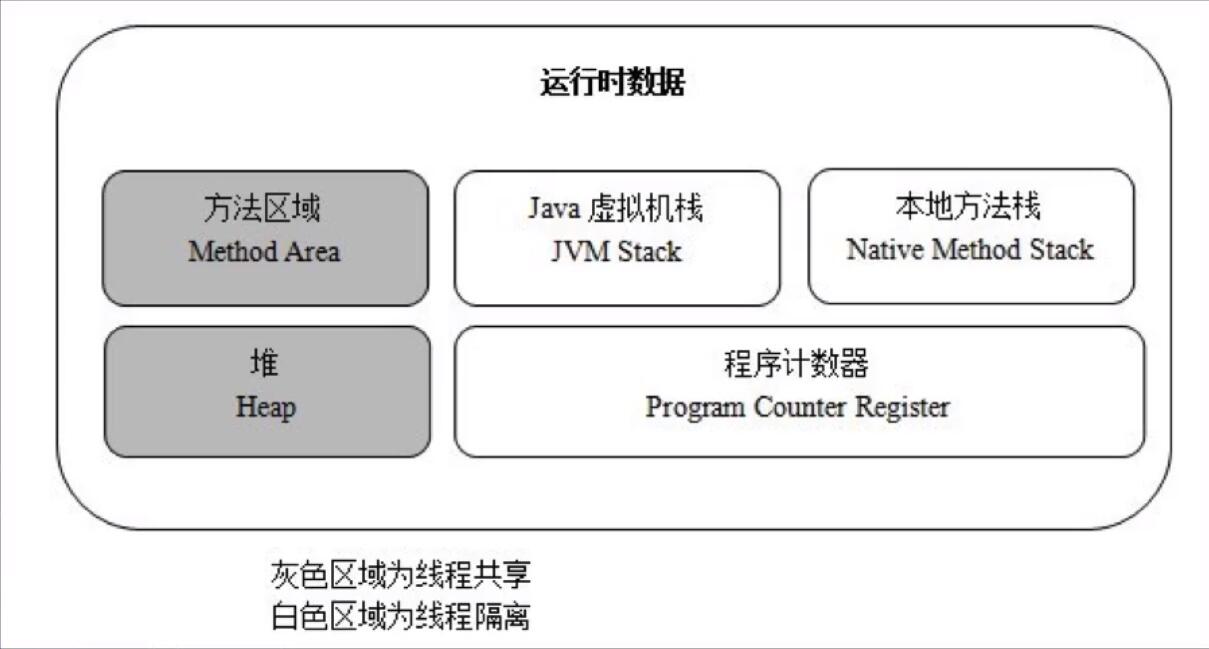 运行时数据
方法区域
Method Area
Java 虚拟机栈
JVM Stack
本地方法栈
Native Method Stack
堆
Heap
程序计数器
Program Counter Register
灰色区域为线程共享
白色区域为线程隔离